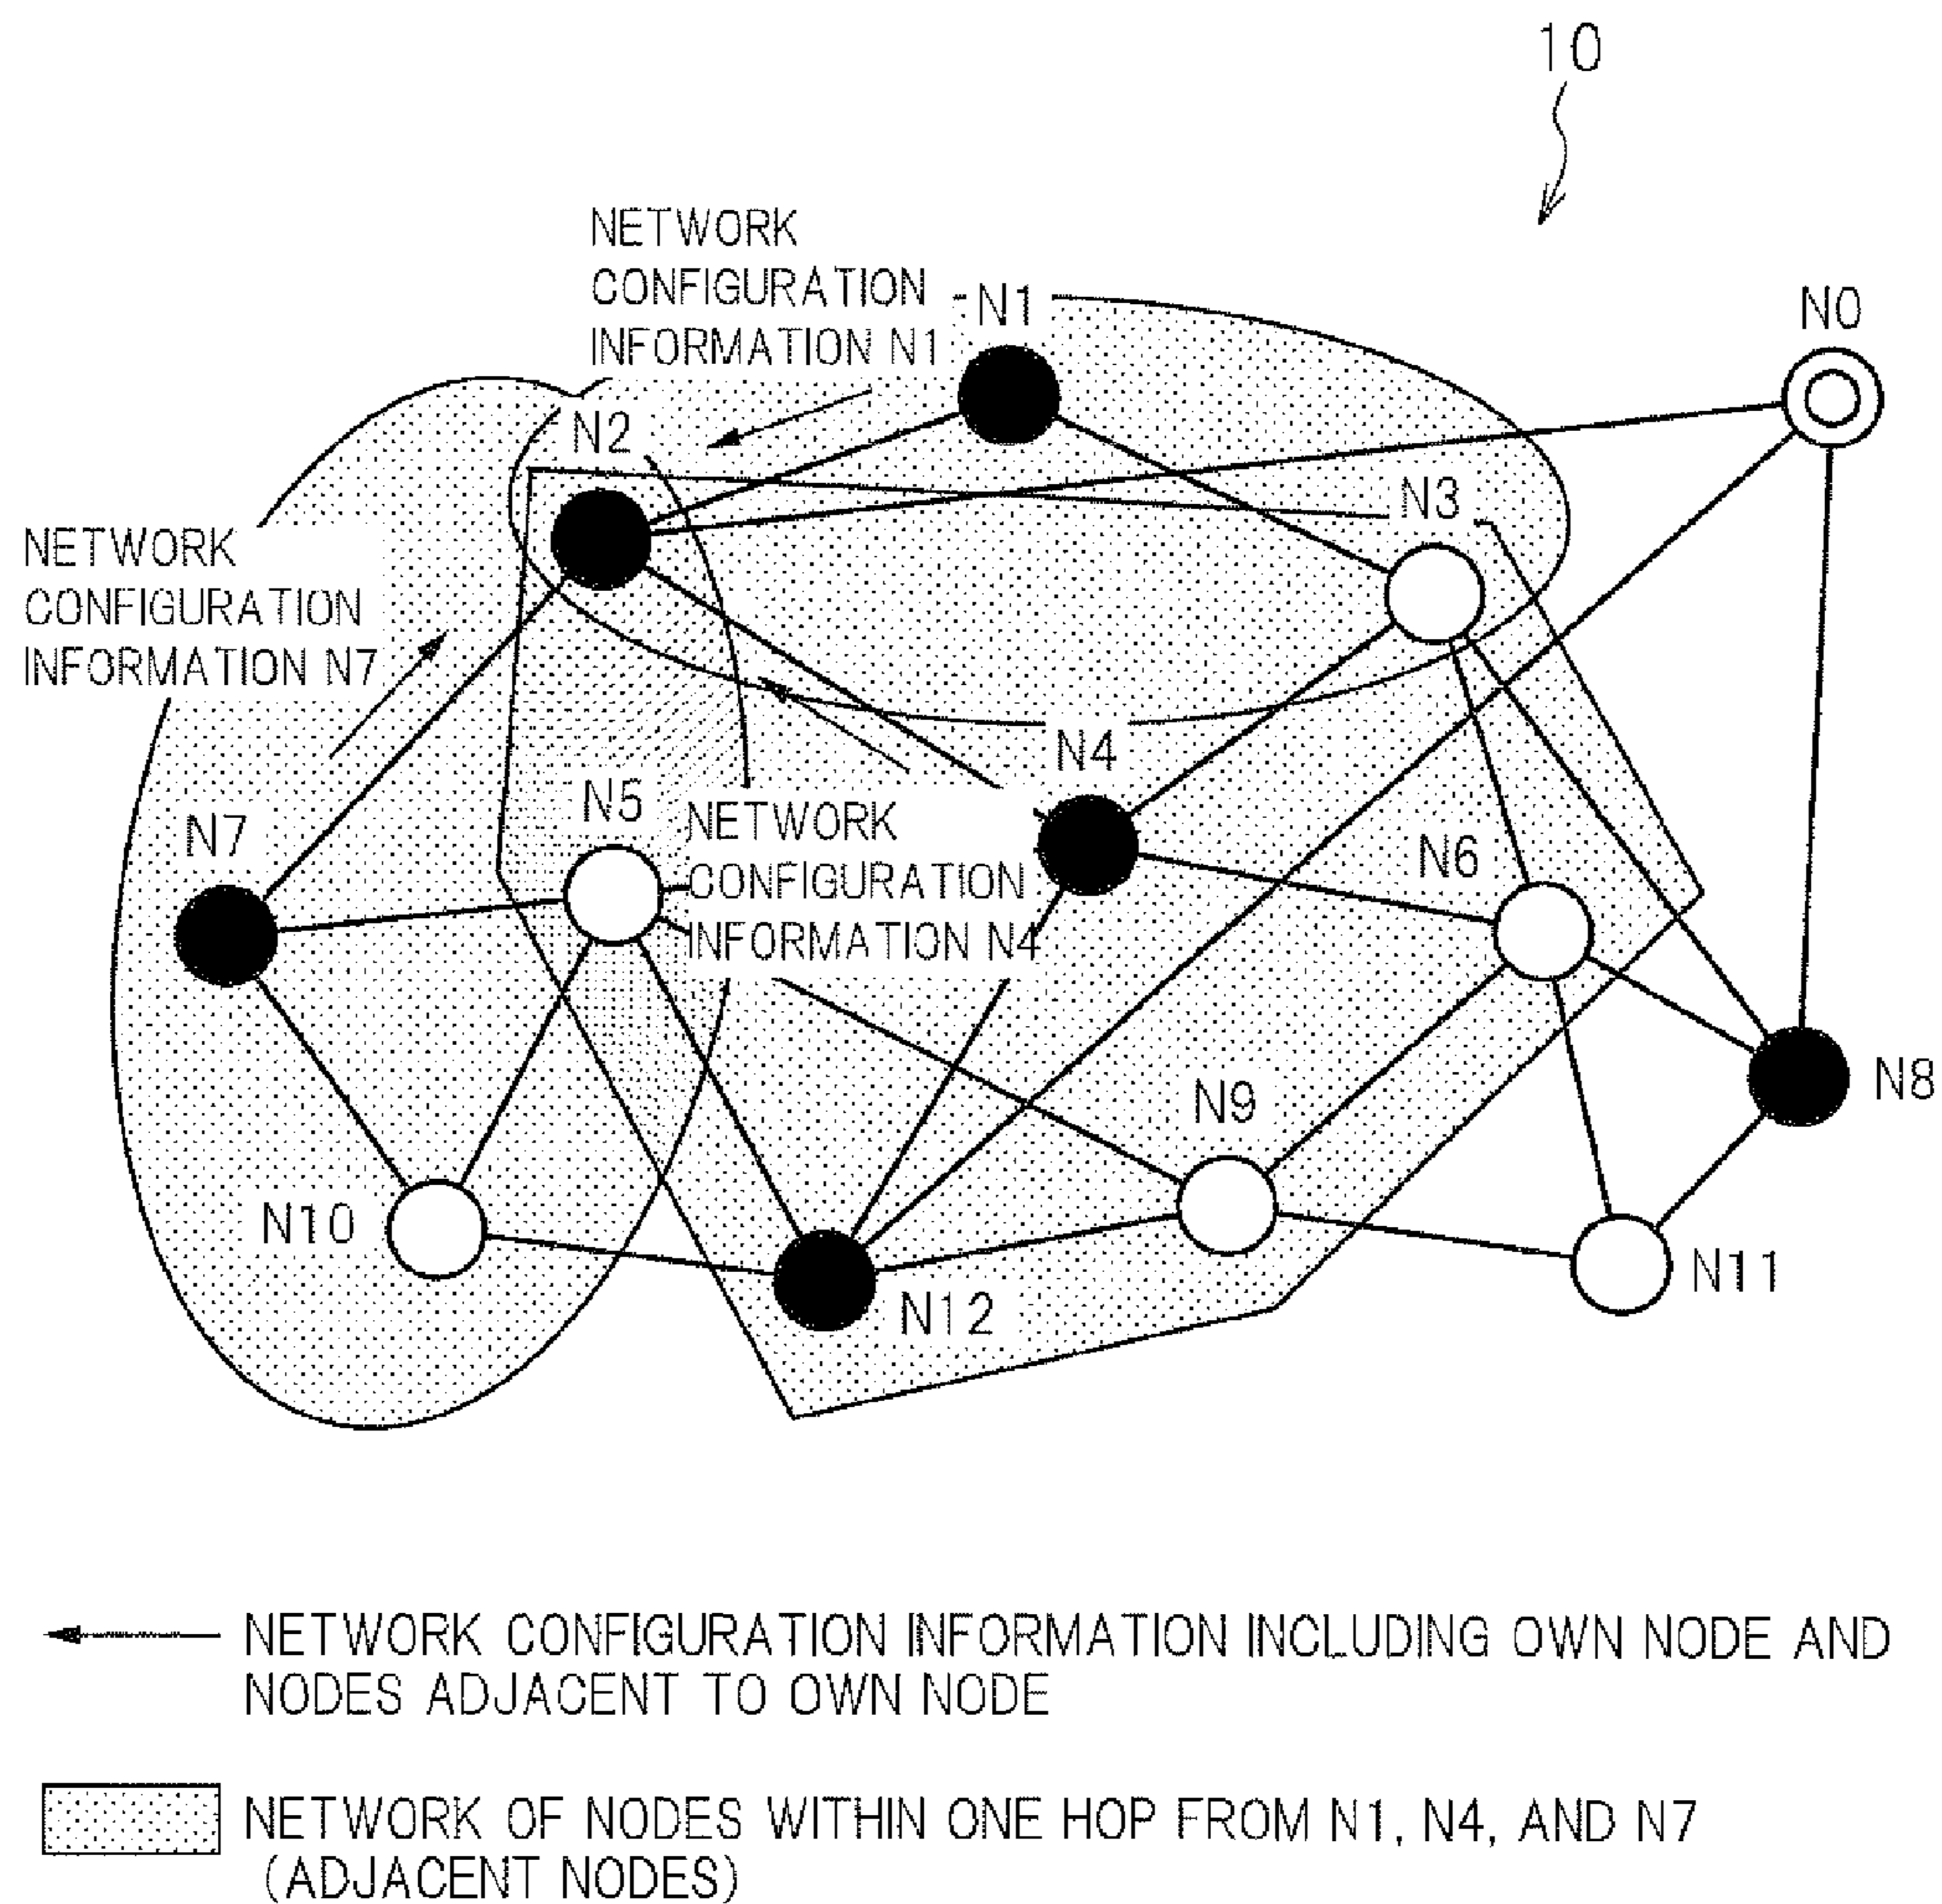 10
NETWORK
CONFIGURATION
INFORMATION N1
N1
N0
N2
N3
NETWORK
CONFIGURATION
INFORMATION N7
N4
N5
NETWORK
CONFIGURATION
INFORMATION N4
N7
N6
N8
N9
N10
N11
N12
NETWORK CONFIGURATION INFORMATION INCLUDING OWN NODE AND
NODES ADJACENT TO OWN NODE
NETWORK OF NODES WITHIN ONE HOP FROM N1, N4, AND N7
(ADJACENT NODES)